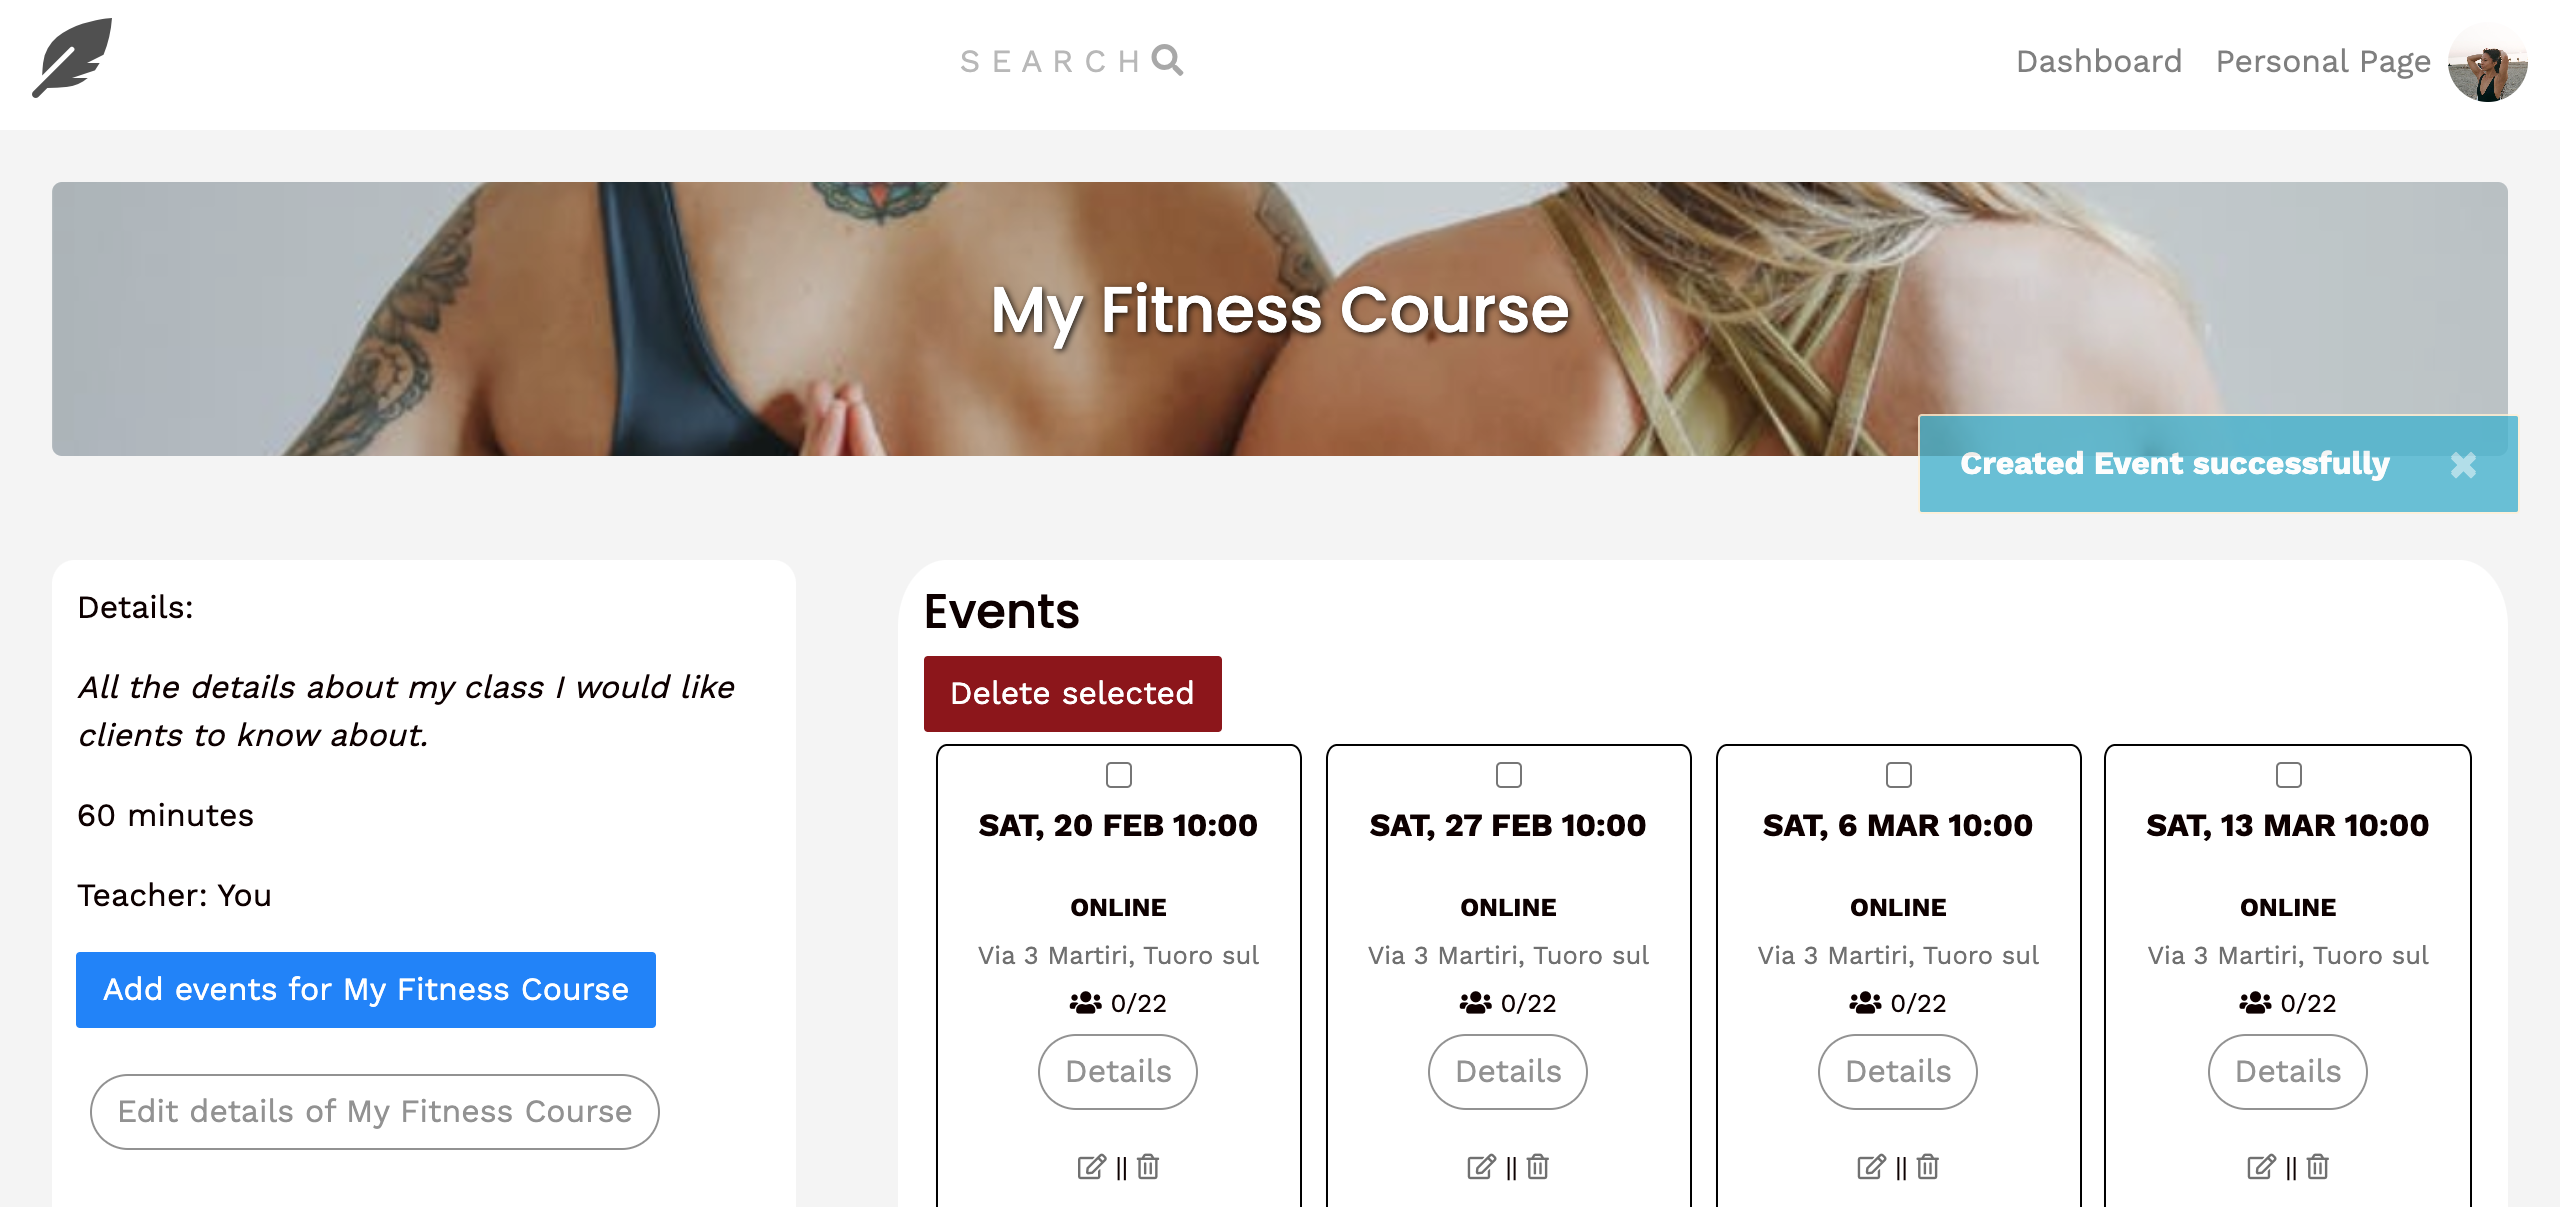 SEARCH
Dashboard
Personal Page
My Fitness Course
Created Event successfully
Details:
All the details about my class I would like
clients to know about.
60 minutes
Teacher: You
Add events for My Fitness Course
Edit details of My Fitness Course
Events
Delete selected
SAT, 20 FEB 10:00
ONLINE
Via 3 Martiri, Tuoro sul
0/22
Details
||
SAT, 27 FEB 10:00
ONLINE
Via 3 Martiri, Tuoro sul
0/22
Details
||
SAT, 6 MAR 10:00
ONLINE
Via 3 Martiri, Tuoro sul
0/22
Details
||
SAT, 13 MAR 10:00
ONLINE
Via 3 Martiri, Tuoro sul
0/22
Details
||